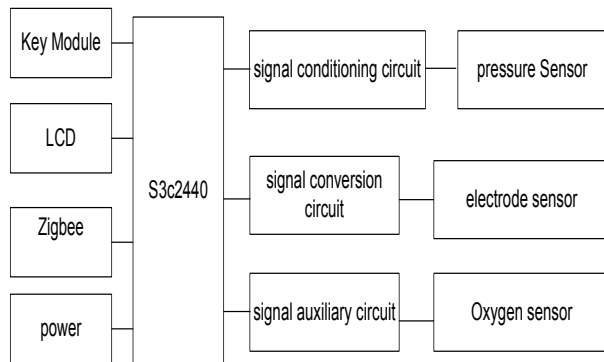 Key Module
LCD
Zigbee
power
S3c2440
signal conditioning circuit
pressure Sensor
signal conversion
circuit
electrode sensor
signal auxiliary circuit
Oxygen sensor